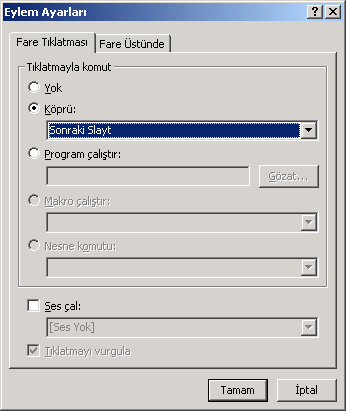 Eylem Ayarları
Fare Tıklatması
Fare Üstünde
Tıklatmayla komut
Yok
Köprü:
Sonraki Slayt
Program çalıştır:
Gözat...
Makro çalıştır:
Nesne komutu:
Ses çal:
[Ses Yok]
Tıklatmayı vurgula
Tamam
İptal